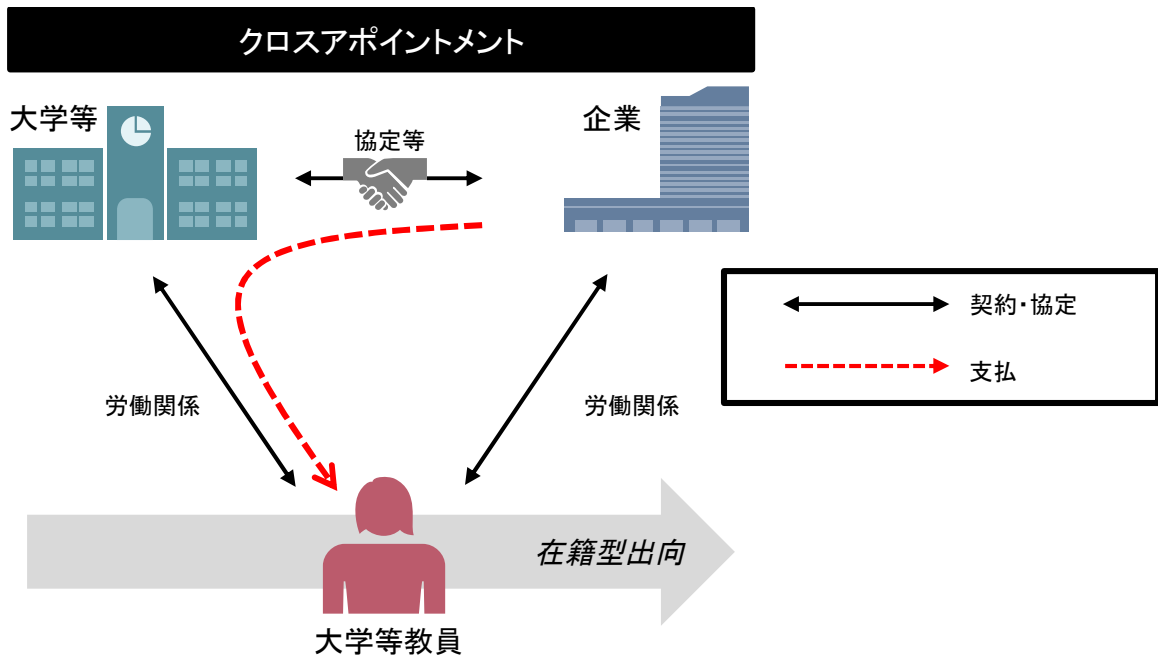 クロスアポイントメント
大学等
企業
協定等
契約・協定
支払
労働関係
労働関係
在籍型出向
大学等教員